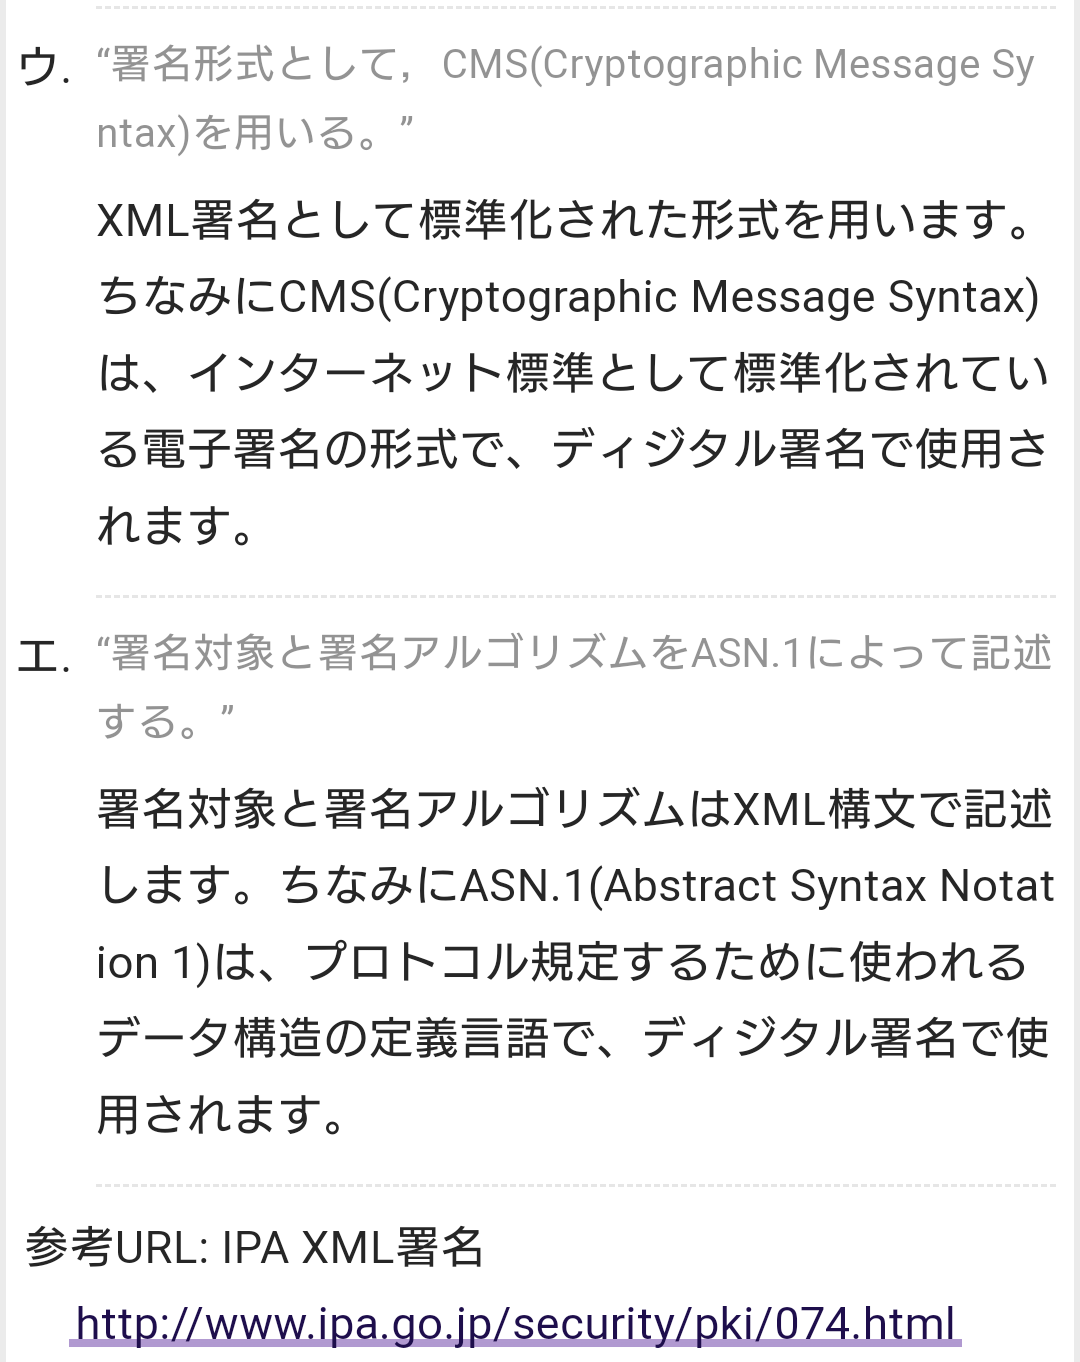 ウ. “署名形式として，CMS(Cryptographic Message Sy
ntax)を用いる。”
XML署名として標準化された形式を用います。
ちなみにCMS(Cryptographic Message Syntax)
は、インターネット標準として標準化されてい
る電子署名の形式で、ディジタル署名で使用さ
れます。
エ. “署名対象と署名アルゴリズムをASN.1によって記述
する。”
署名対象と署名アルゴリズムはXML構文で記述
します。ちなみにASN.1(Abstract Syntax Notat
ion 1)は、プロトコル規定するために使われる
データ構造の定義言語で、ディジタル署名で使
用されます。
参考URL: IPA XML署名
http://www.ipa.go.jp/security/pki/074.html